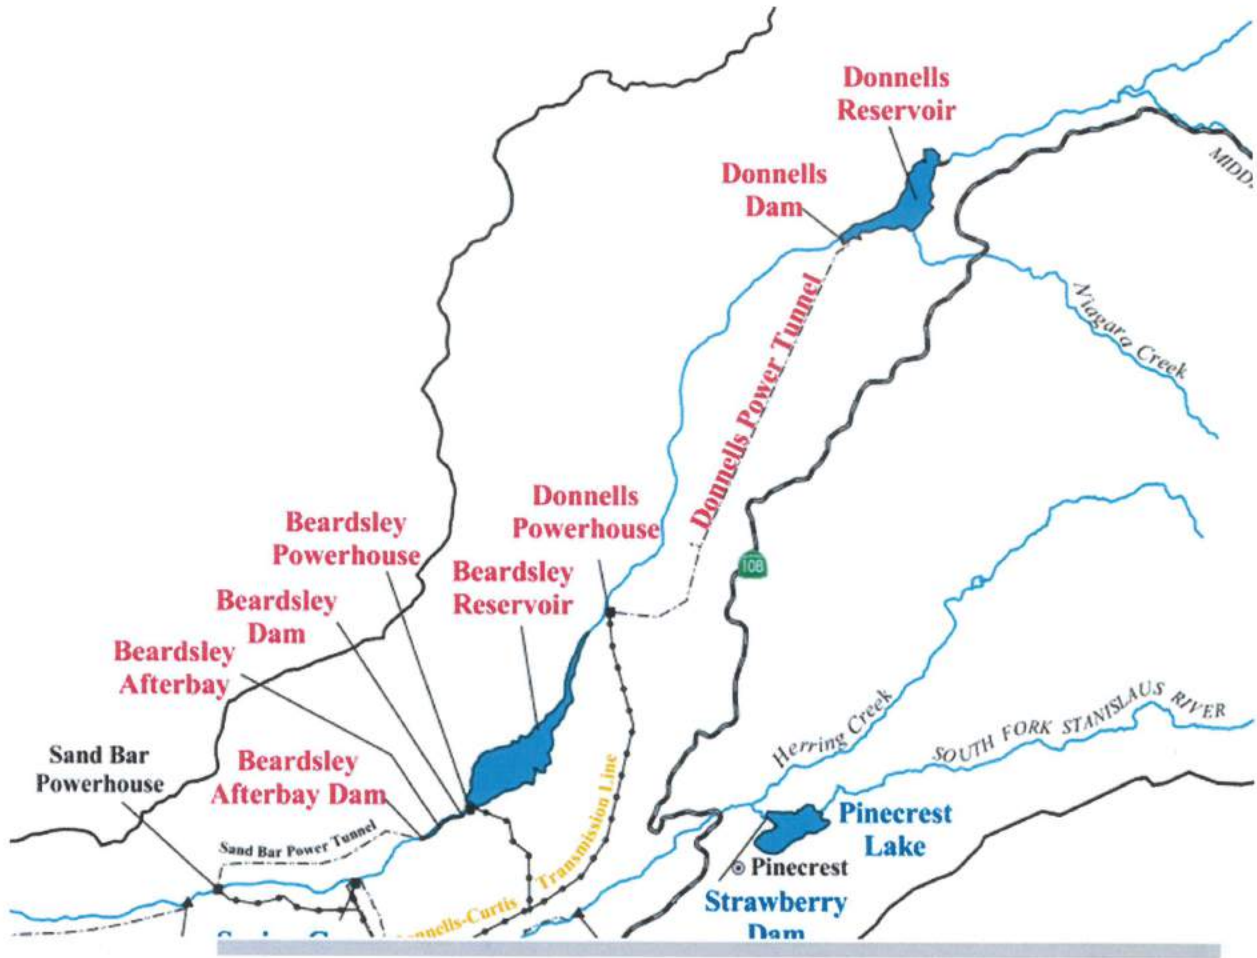 Donnells
Reservoir
MIDD
Donnells
Dam
Niagara Creek
Donnells Power Tunnel
Donnells
Powerhouse
Beardsley
Powerhouse
108
Beardsley
Reservoir
Beardsley
Dam
Beardsley
Afterbay
Herring Creek
SOUTH FORK STANISLAUS RIVER
Sand Bar
Powerhouse
Beardsley
Afterbay Dam
Pinecrest
Lake
Sand Bar Power Tunnel
Pinecrest
Transmission Line
Strawberry
Dam
nnells-Curtis